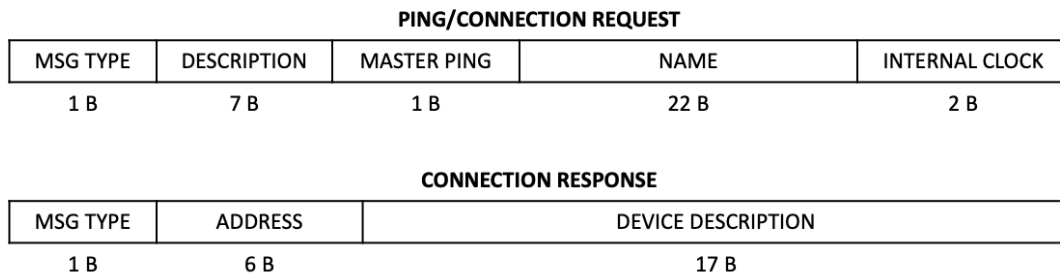 PING/CONNECTION REQUEST
MSG TYPE DESCRIPTION MASTER PING NAME INTERNAL CLOCK
1 B 7 B 1 B 22 B 2 B
CONNECTION RESPONSE
MSG TYPE ADDRESS DEVICE DESCRIPTION
1 B 6 B 17 B